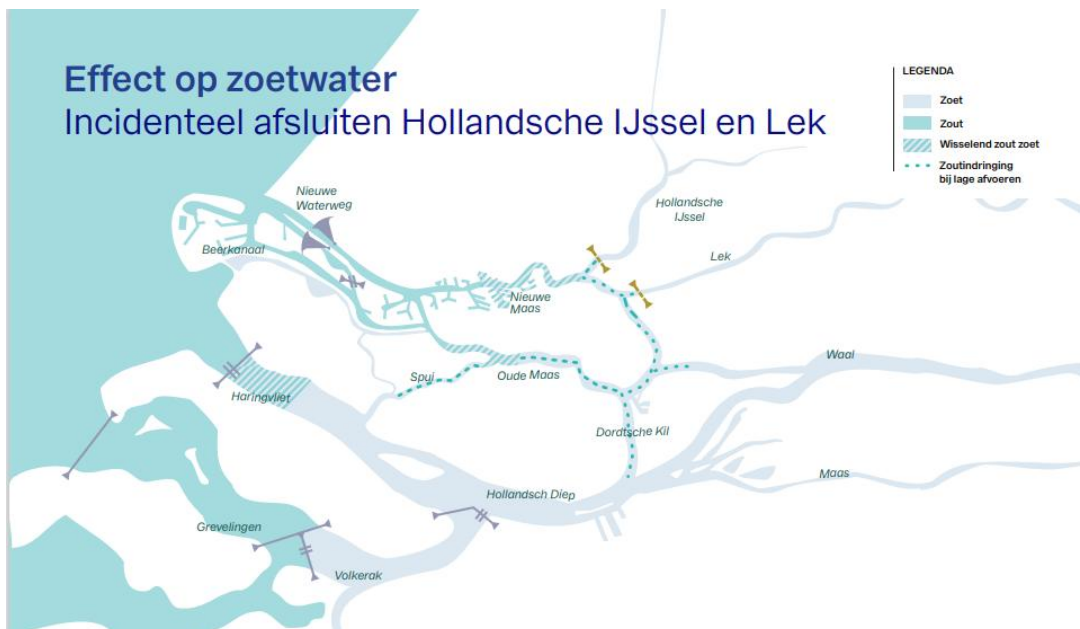 Effect op zoetwater
Incidenteel afsluiten Hollandsche IJssel en Lek
LEGENDA
Zoet
Zout
Wisselend zout zoet
Zoutindringing
bij lage afvoeren
Nieuwe
Waterweg
Hollandsche
IJssel
Beerkanaal
Lek
Nieuwe
Maas
Waal
Spui
Oude Maas
Haringvliet
Dordtsche Kil
Maas
Hollandsch Diep
Grevelingen
Volkerak